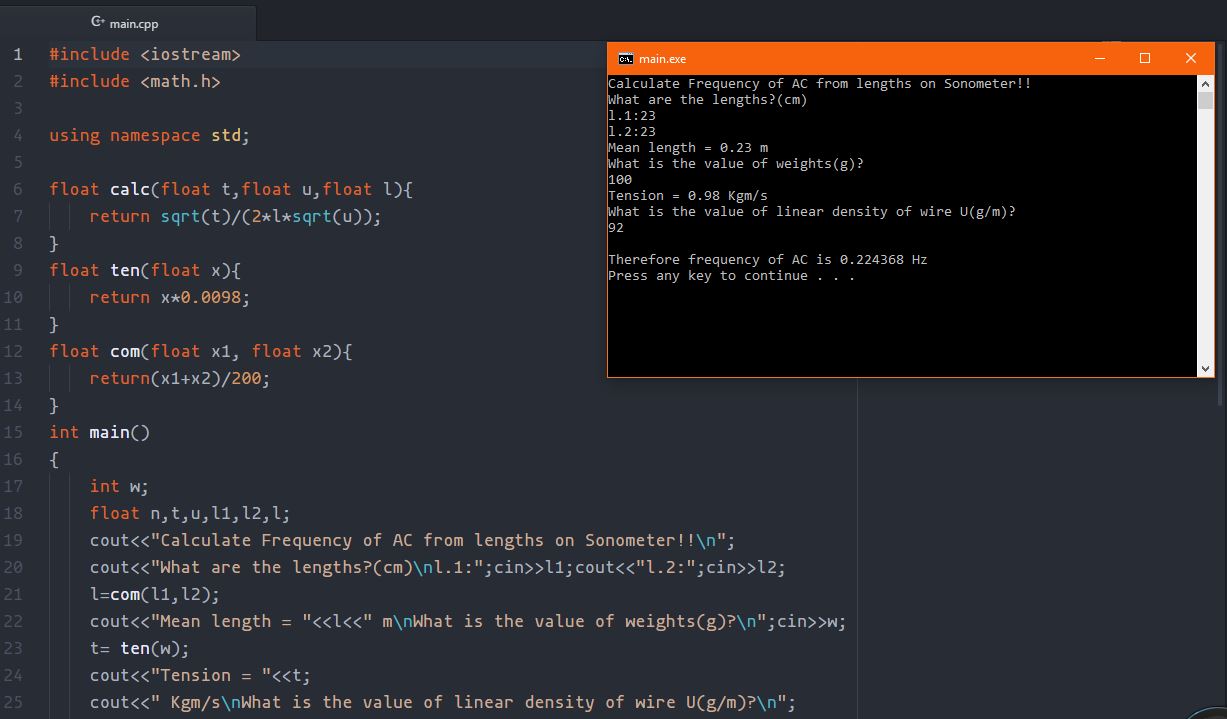 main.cpp
1 #include <iostream>
2 #include <math.h>
3
4 using namespace std;
5
6 float calc(float t,float u,float l){
7 return sqrt(t)/(2*l*sqrt(u));
8 }
9 float ten(float x){
10 return x*0.0098;
11 }
12 float com(float x1, float x2){
13 return(x1+x2)/200;
14 }
15 int main()
16 {
17 int w;
18 float n,t,u,l1,l2,l;
19 cout<<"Calculate Frequency of AC from lengths on Sonometer!!\n";
20 cout<<"What are the lengths?(cm)\nl.1:";cin>>l1;cout<<"l.2:";cin>>l2;
21 l=com(l1,l2);
22 cout<<"Mean length = "<<l<<" m\nWhat is the value of weights(g)?\n";cin>>w;
23 t= ten(w);
24 cout<<"Tension = "<<t;
25 cout<<" Kgm/s\nWhat is the value of linear density of wire U(g/m)?\n";
main.exe
Calculate Frequency of AC from lengths on Sonometer!!
What are the lengths?(cm)
l.1:23
l.2:23
Mean length = 0.23 m
What is the value of weights(g)?
100
Tension = 0.98 Kgm/s
What is the value of linear density of wire U(g/m)?
92
Therefore frequency of AC is 0.224368 Hz
Press any key to continue . . .